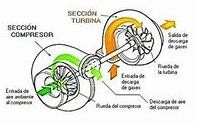 SECCIÓN
TURBINA
SECCIÓN
COMPRESOR
Salida de
descarga
de gases
Entrada de
descarga
de gases
Rueda de
la turbina
Entrada
de aire ambiente
al compresor
Rueda del compresor
Descarga de aire del
compresor